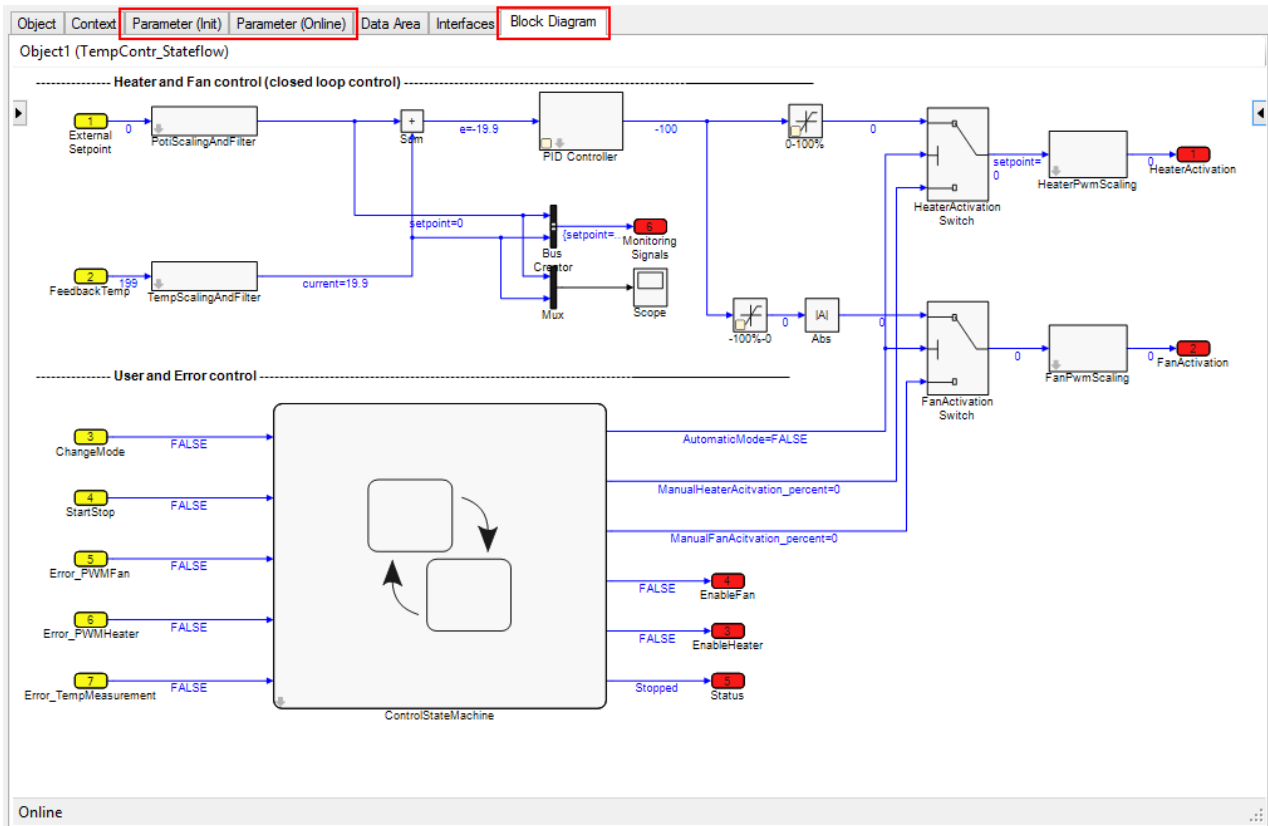 Object Context Parameter (Init) Parameter (Online) Data Area Interfaces Block Diagram
Object1 (TempContr_Stateflow)
Heater and Fan control (closed loop control)
1
External
Setpoint
0
PotiScalingAndFilter
+
Sum
e=-19.9
PID Controller
-100
0-100%
0
HeaterActivation
Switch
setpoint=
0
HeaterPwmScaling
0
1
HeaterActivation
setpoint=0
Bus
Creator
{setpoint=...
6
Monitoring
Signals
2
FeedbackTemp
199
TempScalingAndFilter
current=19.9
Mux
Scope
-100%-0
0
|A|
Abs
0
FanActivation
Switch
0
FanPwmScaling
0
2
FanActivation
User and Error control
3
ChangeMode
FALSE
4
StartStop
FALSE
5
Error_PWMFan
FALSE
6
Error_PWMHeater
FALSE
7
Error_TempMeasurement
FALSE
ControlStateMachine
AutomaticMode=FALSE
ManualHeaterAcitvation_percent=0
ManualFanAcitvation_percent=0
FALSE
4
EnableFan
FALSE
3
EnableHeater
Stopped
5
Status
Online